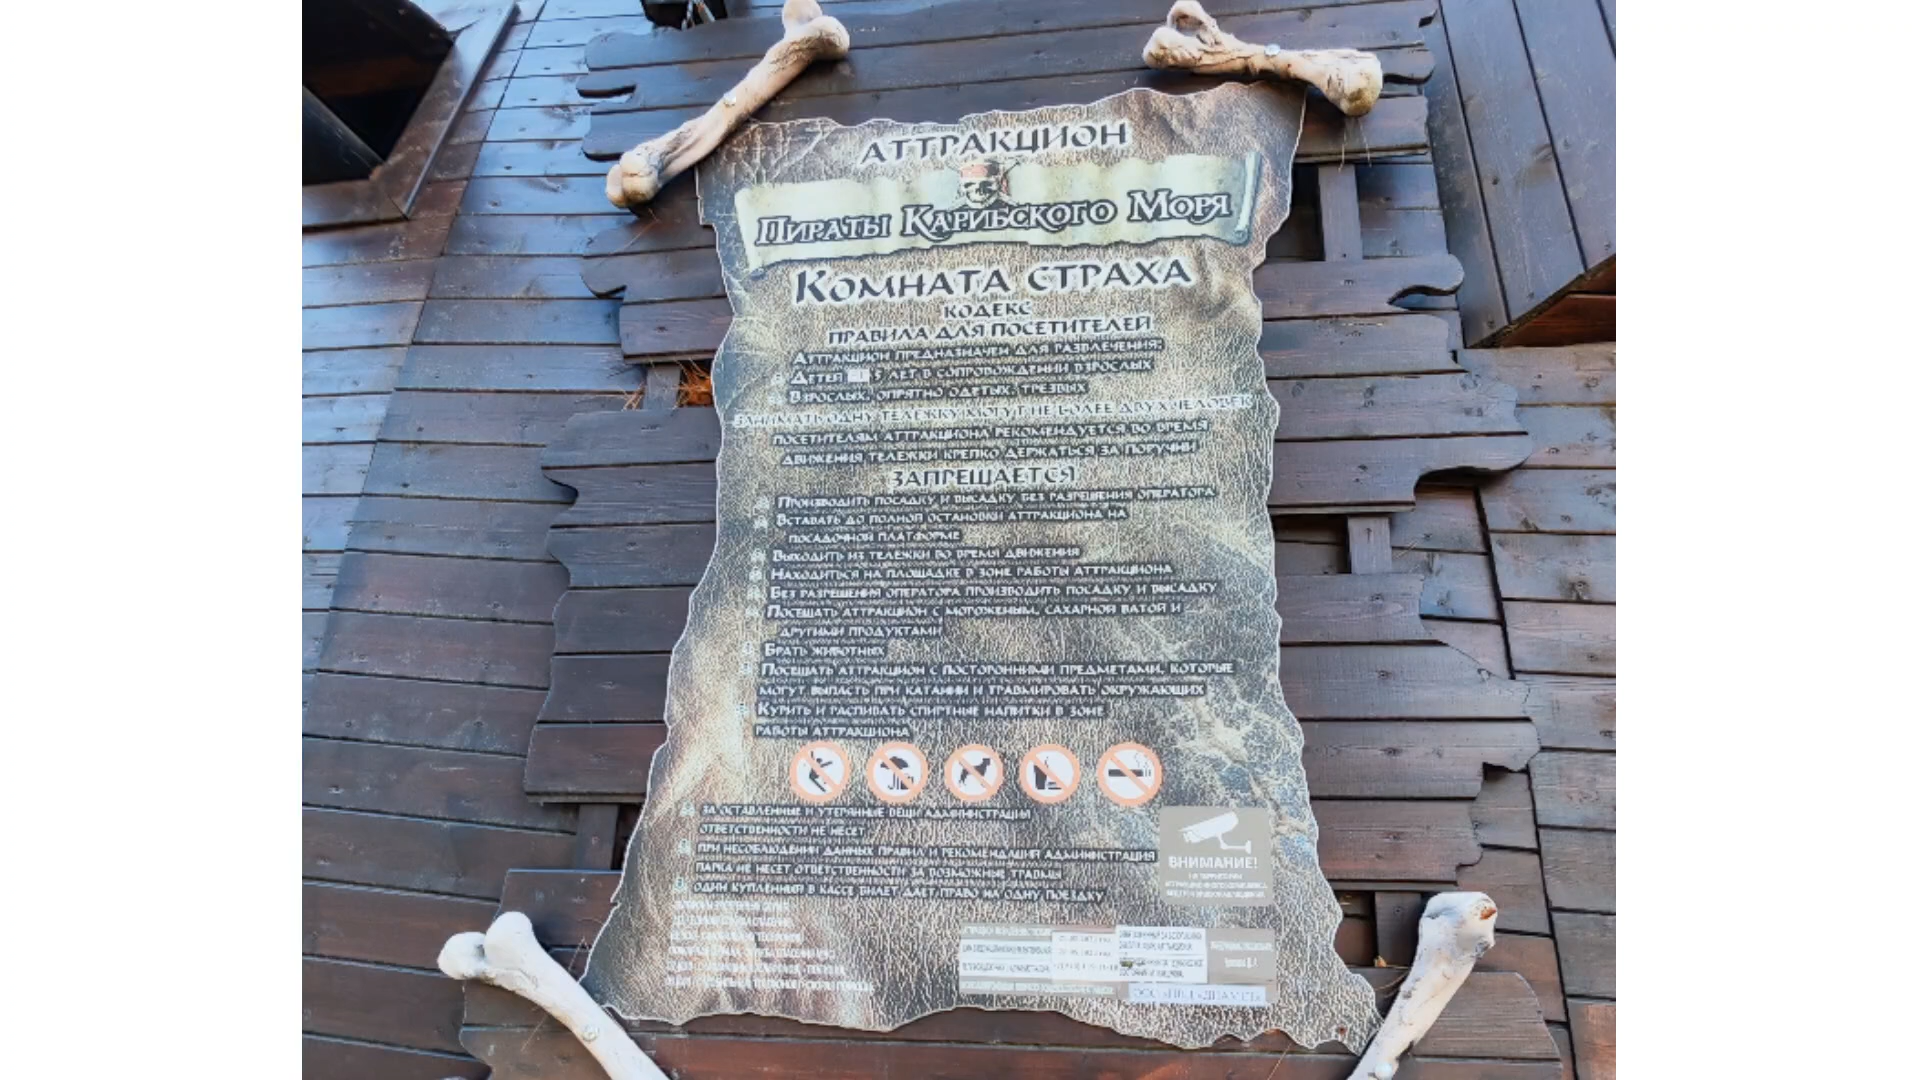 АТТРАКЦИОН
ПИРАТЫ КАРИБСКОГО МОРЯ
КОМНАТА СТРАХА
КОДЕКС
ПРАВИЛА ДЛЯ ПОСЕТИТЕЛЕЙ
АТТРАКЦИОН ПРЕДНАЗНАЧЕН ДЛЯ РАЗВЛЕЧЕНИЯ:
ДЕТЕЙ 5 ЛЕТ В СОПРОВОЖДЕНИИ ВЗРОСЛЫХ
ВЗРОСЛЫХ, ОПРЯТНО ОДЕТЫХ, ТРЕЗВЫХ
ЗАНИМАТЬ ОДНУ ТЕЛЕЖКУ МОГУТ НЕ БОЛЕЕ ДВУХ ЧЕЛОВЕК
ПОСЕТИТЕЛЯМ АТТРАКЦИОНА РЕКОМЕНДУЕТСЯ ВО ВРЕМЯ
ДВИЖЕНИЯ ТЕЛЕЖКИ КРЕПКО ДЕРЖАТЬСЯ ЗА ПОРУЧНИ
ЗАПРЕЩАЕТСЯ
ПРОИЗВОДИТЬ ПОСАДКУ И ВЫСАДКУ БЕЗ РАЗРЕШЕНИЯ ОПЕРАТОРА
ВСТАВАТЬ ДО ПОЛНОЙ ОСТАНОВКИ АТТРАКЦИОНА НА
ПОСАДОЧНОЙ ПЛАТФОРМЕ
ВЫХОДИТЬ ИЗ ТЕЛЕЖКИ ВО ВРЕМЯ ДВИЖЕНИЯ
НАХОДИТЬСЯ НА ПЛОЩАДКЕ В ЗОНЕ РАБОТЫ АТТРАКЦИОНА
БЕЗ РАЗРЕШЕНИЯ ОПЕРАТОРА ПРОИЗВОДИТЬ ПОСАДКУ И ВЫСАДКУ
ПОСЕЩАТЬ АТТРАКЦИОН С МОРОЖЕНЫМ, САХАРНОЙ ВАТОЙ И
ДРУГИМИ ПРОДУКТАМИ
БРАТЬ ЖИВОТНЫХ
ПОСЕЩАТЬ АТТРАКЦИОН С ПОСТОРОННИМИ ПРЕДМЕТАМИ, КОТОРЫЕ
МОГУТ ВЫПАСТЬ ПРИ КАТАНИИ И ТРАВМИРОВАТЬ ОКРУЖАЮЩИХ
КУРИТЬ И РАСПИВАТЬ СПИРТНЫЕ НАПИТКИ В ЗОНЕ
РАБОТЫ АТТРАКЦИОНА
ЗА ОСТАВЛЕННЫЕ И УТЕРЯННЫЕ ВЕЩИ АДМИНИСТРАЦИЯ
ОТВЕТСТВЕННОСТИ НЕ НЕСЕТ
ПРИ НЕСОБЛЮДЕНИИ ДАННЫХ ПРАВИЛ И РЕКОМЕНДАЦИЙ АДМИНИСТРАЦИЯ
ПАРКА НЕ НЕСЕТ ОТВЕТСТВЕННОСТИ ЗА ВОЗМОЖНЫЕ ТРАВМЫ
ОДИН КУПЛЕННЫЙ В КАССЕ БИЛЕТ ДАЕТ ПРАВО НА ОДНУ ПОЕЗДКУ
ВНИМАНИЕ!